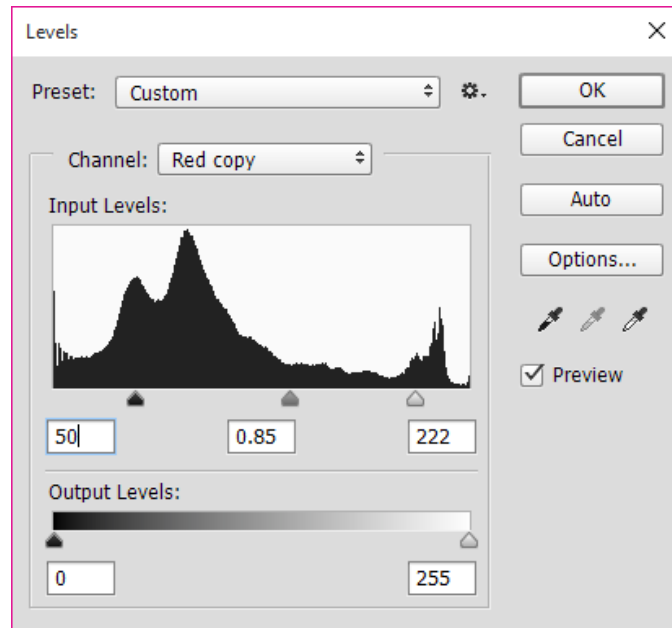 Levels
Preset: Custom
OK
Cancel
Channel: Red copy
Auto
Input Levels:
Options...
Preview
50 0.85 222
Output Levels:
0 255